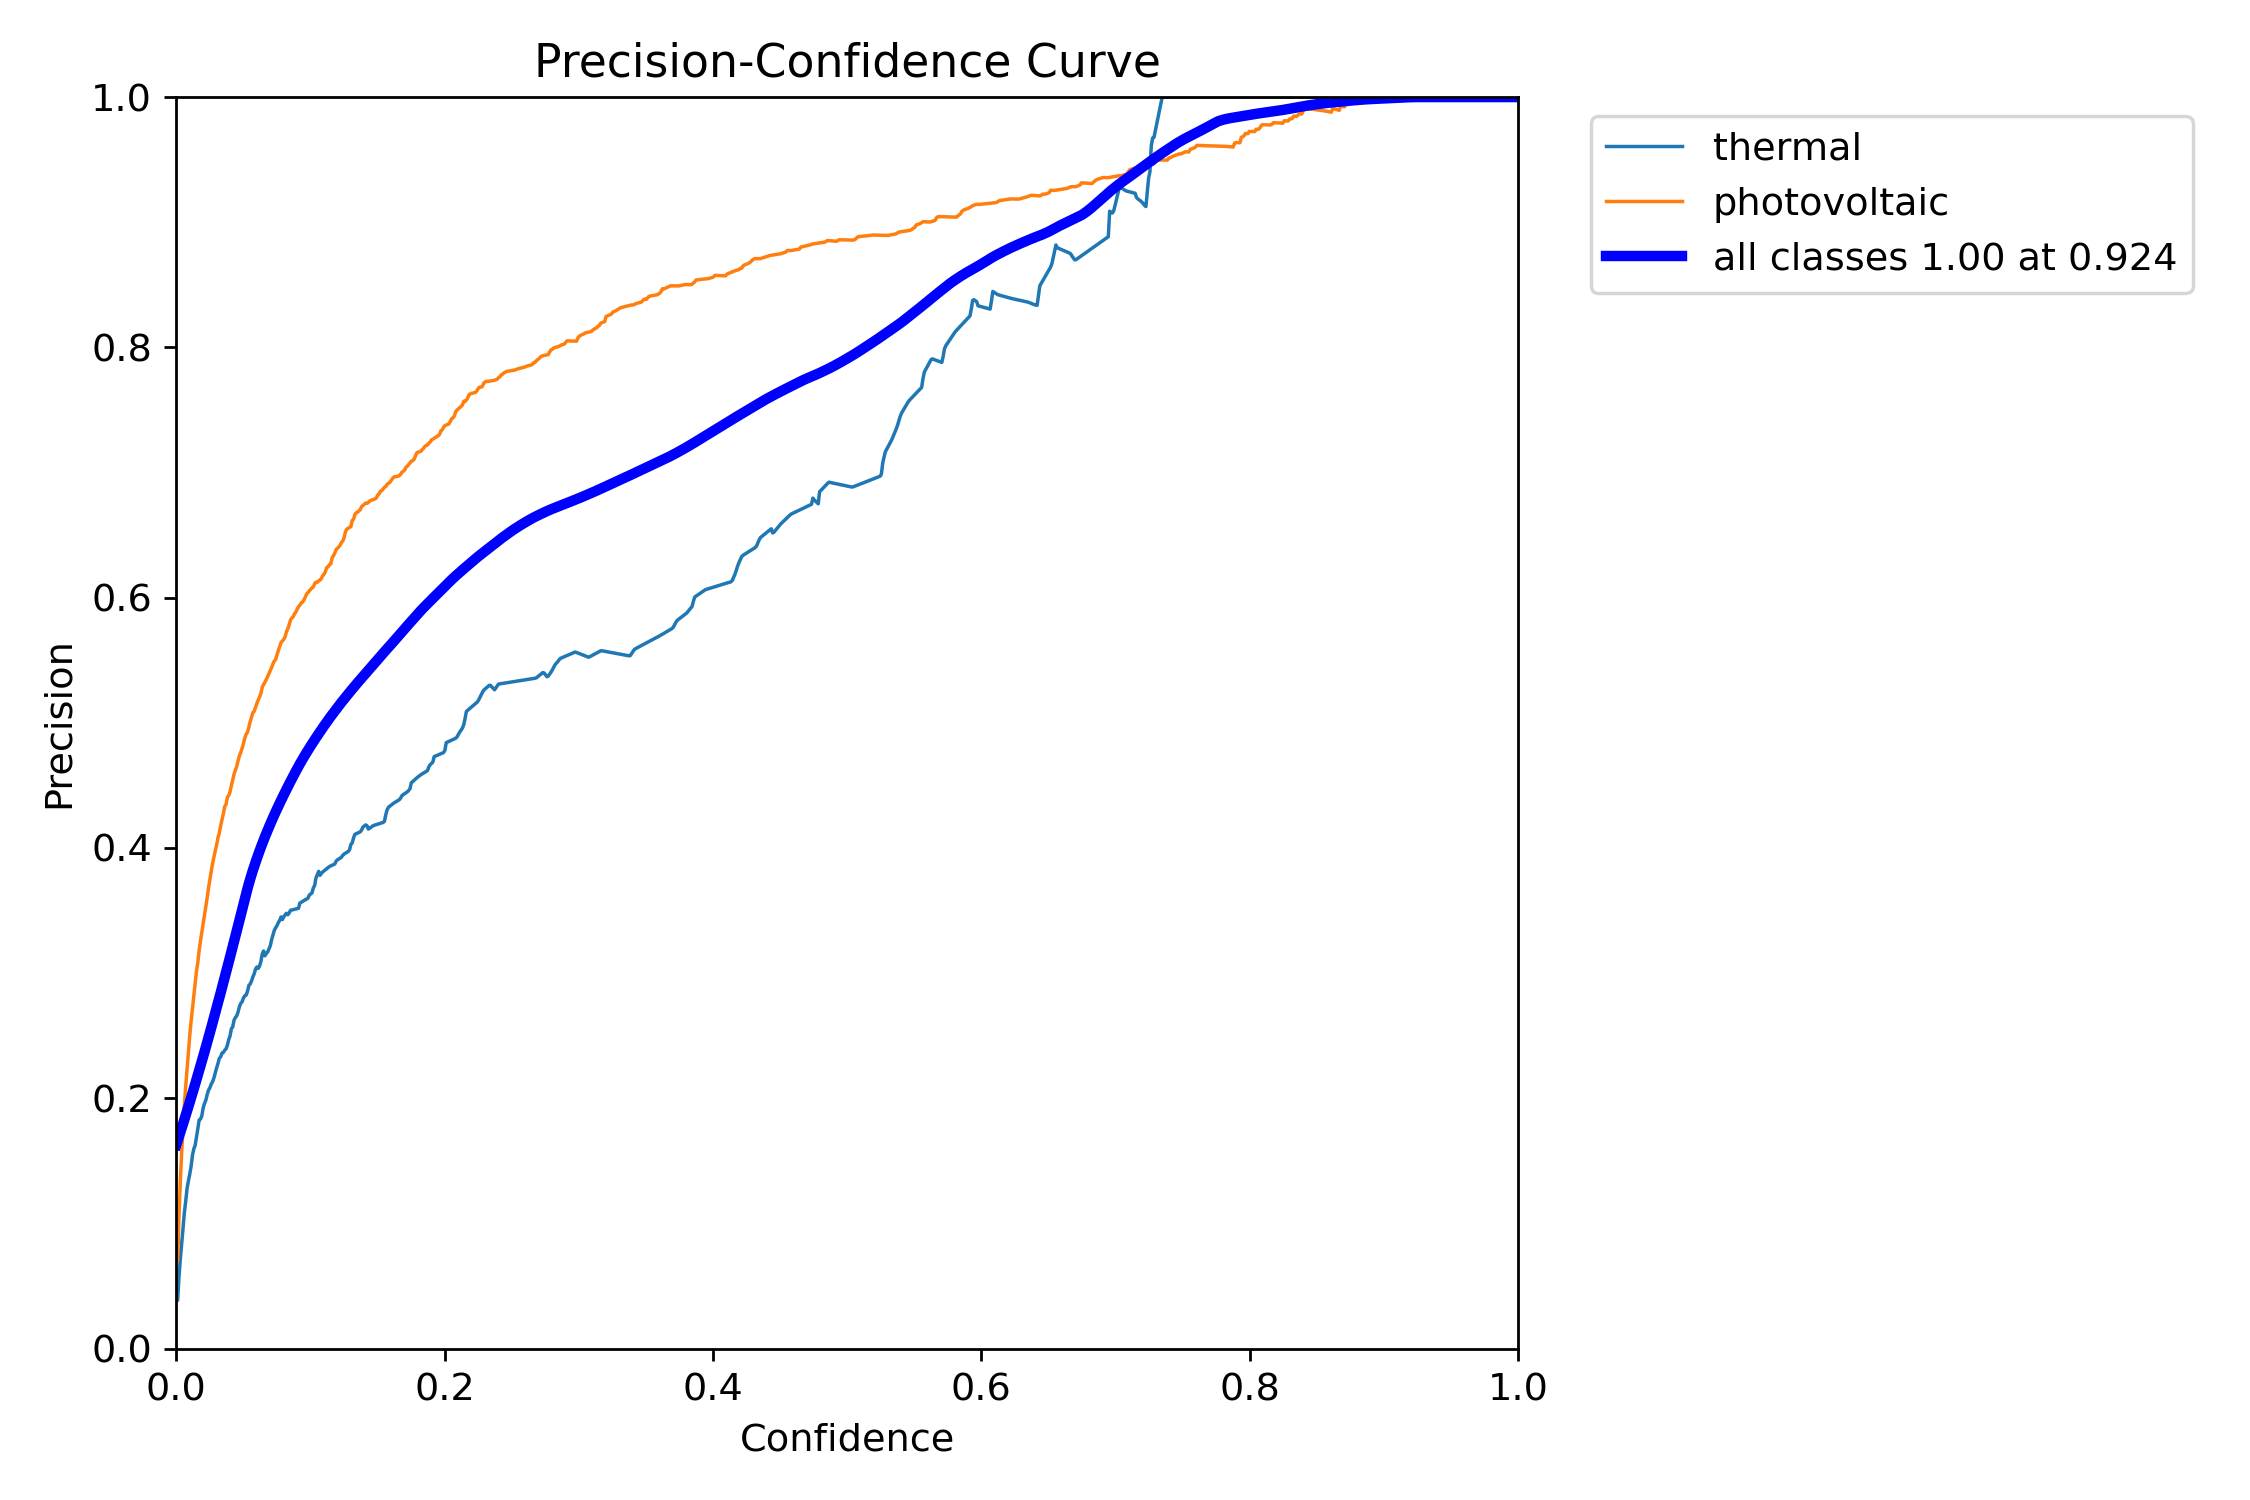 Precision-Confidence Curve
1.0
0.8
0.6
0.4
0.2
0.0
Precision
0.0 0.2 0.4 0.6 0.8 1.0
Confidence
thermal
photovoltaic
all classes 1.00 at 0.924